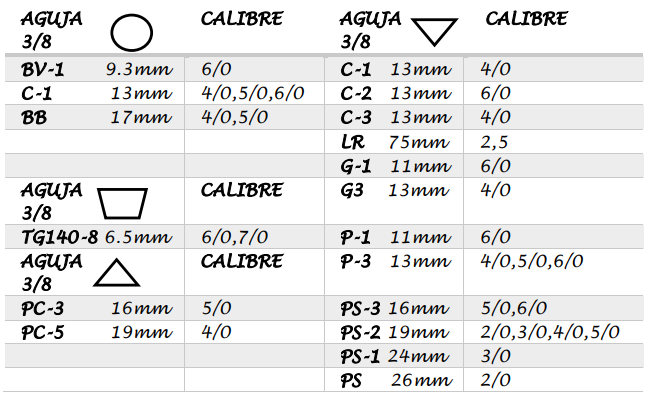 AGUJA CALIBRE
3/8
BV-1 9.3mm 6/0
C-1 13mm 4/0,5/0,6/0
BB 17mm 4/0,5/0
AGUJA CALIBRE
3/8
TG140-8 6.5mm 6/0,7/0
AGUJA CALIBRE
3/8
PC-3 16mm 5/0
PC-5 19mm 4/0
AGUJA CALIBRE
3/8
C-1 13mm 4/0
C-2 13mm 6/0
C-3 13mm 4/0
LR 75mm 2,5
G-1 11mm 6/0
G3 13mm 4/0
P-1 11mm 6/0
P-3 13mm 4/0,5/0,6/0
PS-3 16mm 5/0,6/0
PS-2 19mm 2/0,3/0,4/0,5/0
PS-1 24mm 3/0
PS 26mm 2/0